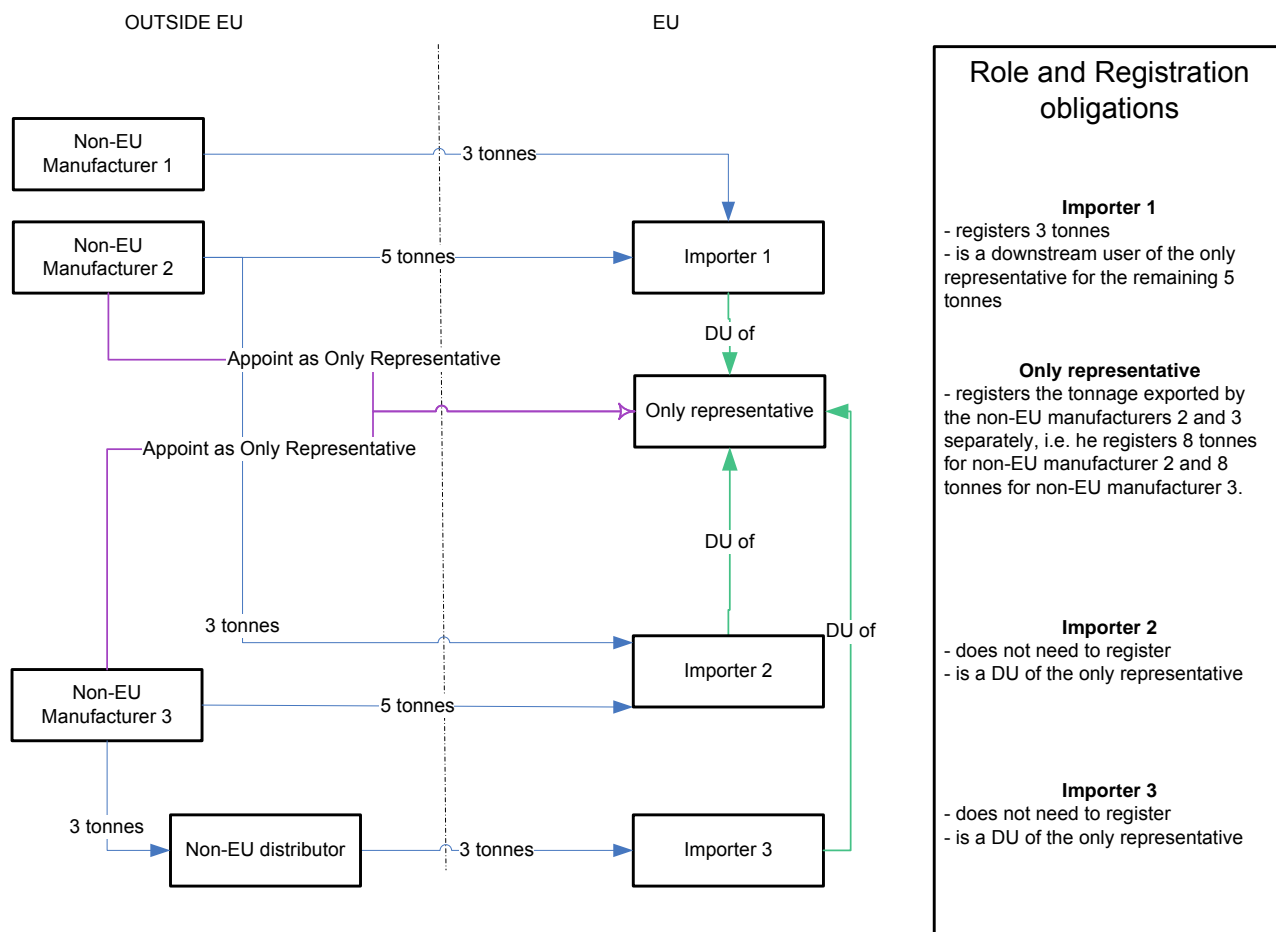 OUTSIDE EU
EU
Non-EU
Manufacturer 1
3 tonnes
Non-EU
Manufacturer 2
5 tonnes
Importer 1
DU of
Appoint as Only Representative
Only representative
Appoint as Only Representative
DU of
3 tonnes
DU of
Importer 2
Non-EU
Manufacturer 3
5 tonnes
3 tonnes
Non-EU distributor
3 tonnes
Importer 3
Role and Registration
obligations
Importer 1
- registers 3 tonnes
- is a downstream user of the only
representative for the remaining 5
tonnes
Only representative
- registers the tonnage exported by
the non-EU manufacturers 2 and 3
separately, i.e. he registers 8 tonnes
for non-EU manufacturer 2 and 8
tonnes for non-EU manufacturer 3.
Importer 2
- does not need to register
- is a DU of the only representative
Importer 3
- does not need to register
- is a DU of the only representative